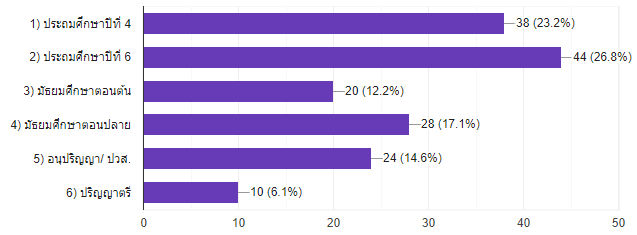 1) ประถมศึกษาปีที่ 4
38 (23.2%)
2) ประถมศึกษาปีที่ 6
44 (26.8%)
3) มัธยมศึกษาตอนต้น
20 (12.2%)
4) มัธยมศึกษาตอนปลาย
28 (17.1%)
5) อนุปริญญา/ ปวส.
24 (14.6%)
6) ปริญญาตรี
10 (6.1%)
0 10 20 30 40 50